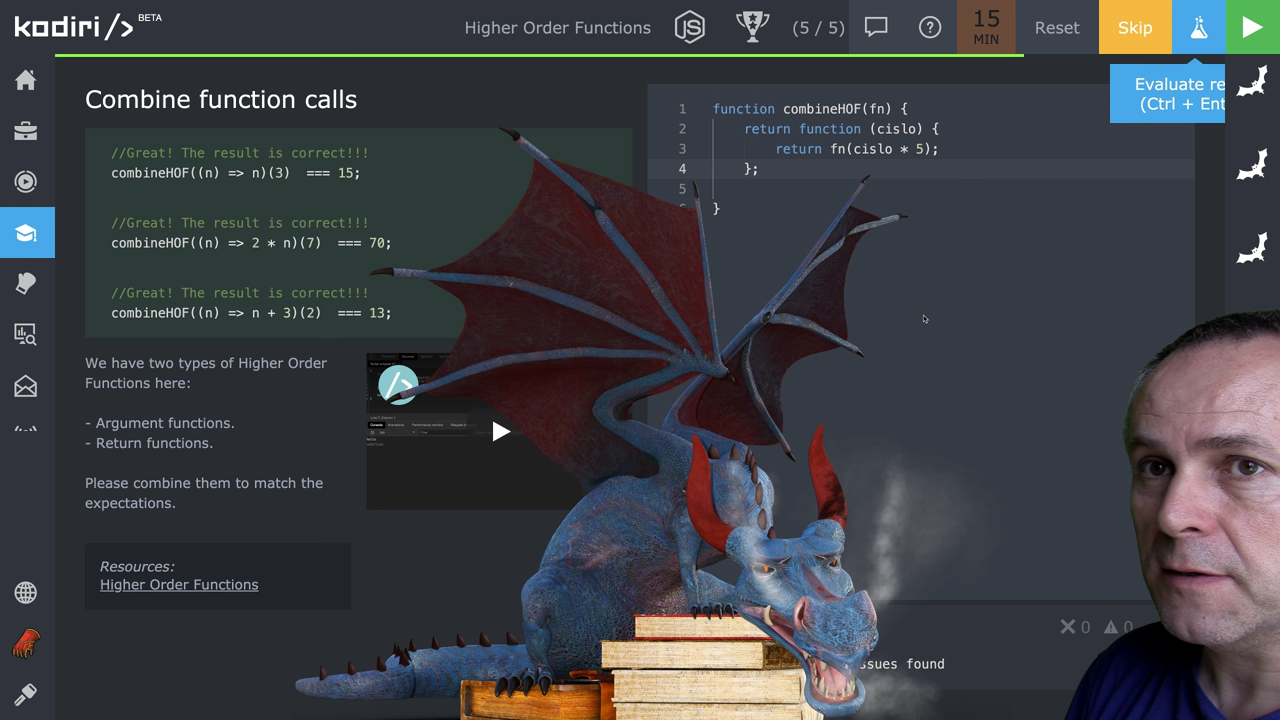 kodiri/> BETA
Higher Order Functions
JS
(5 / 5)
?
15
MIN
Reset
Skip
Combine function calls
Evaluate re
(Ctrl + Ent
//Great! The result is correct!!!
combineHOF((n) => n)(3)  === 15;
//Great! The result is correct!!!
combineHOF((n) => 2 * n)(7)  === 70;
//Great! The result is correct!!!
combineHOF((n) => n + 3)(2)  === 13;
1 function combineHOF(fn) {
2 return function (cislo) {
3 return fn(cislo * 5);
4 };
5
6 }
We have two types of Higher Order
Functions here:
- Argument functions.
- Return functions.
Please combine them to match the
expectations.
</>
Resources:
Higher Order Functions
0
0
ssues found